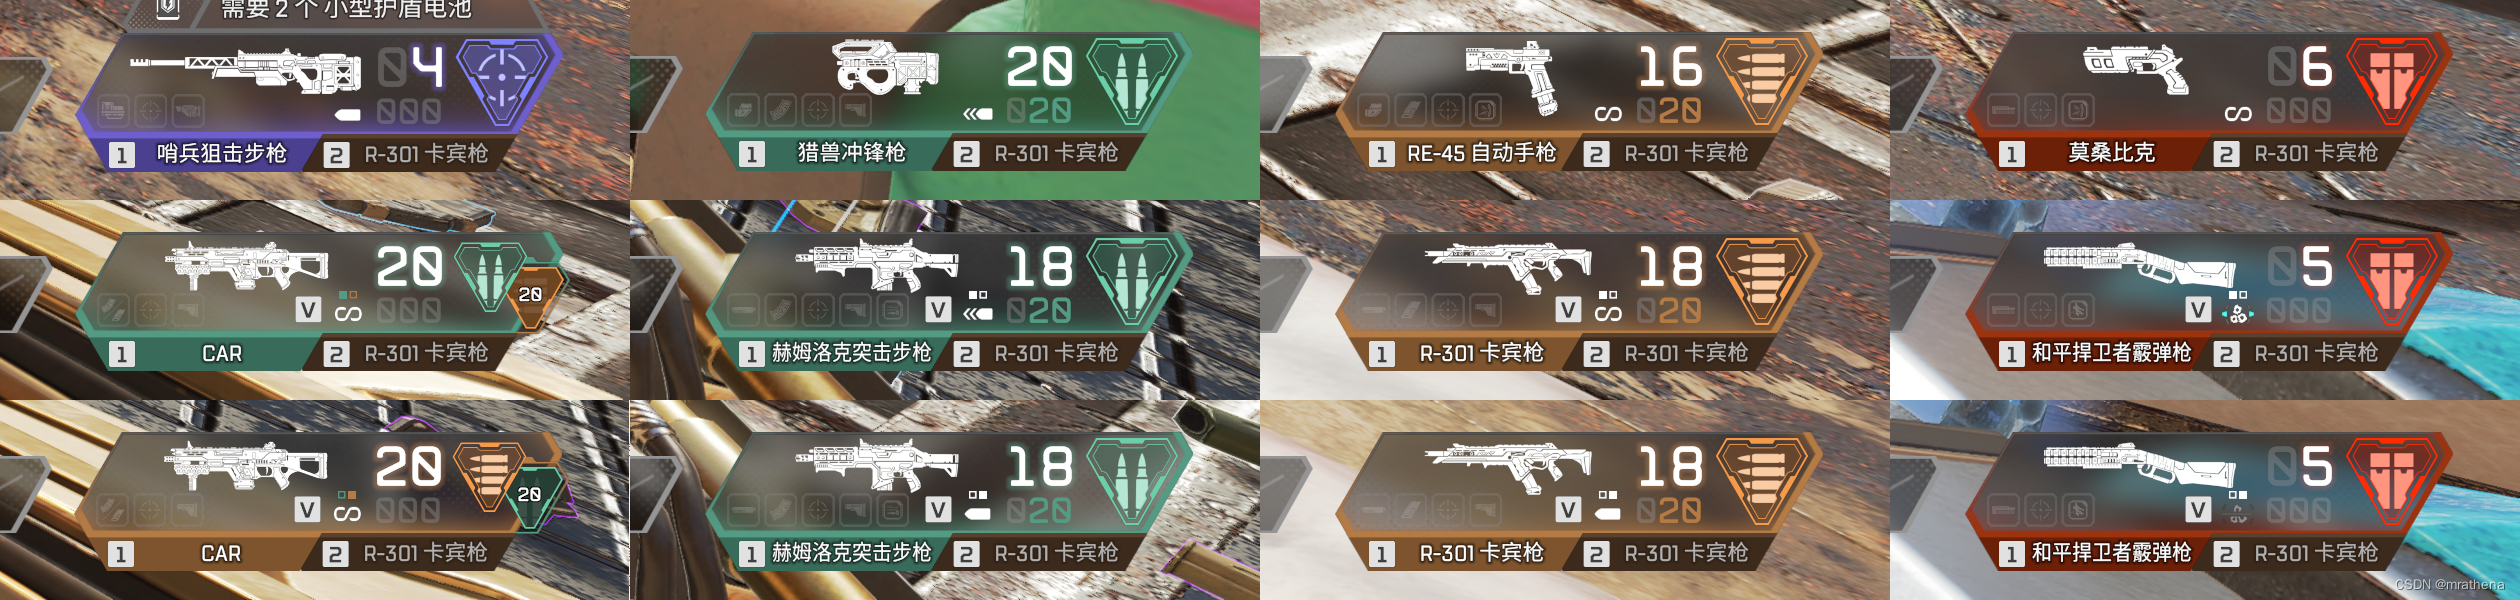 需要 2 个 小型护盾电池
04
000
1 哨兵狙击步枪 2 R-301 卡宾枪
20
020
1 猎兽冲锋枪 2 R-301 卡宾枪
16
020
1 RE-45 自动手枪 2 R-301 卡宾枪
06
000
1 莫桑比克 2 R-301 卡宾枪
20
20
V 000
1 CAR 2 R-301 卡宾枪
18
V 020
1 赫姆洛克突击步枪 2 R-301 卡宾枪
18
V 020
1 R-301 卡宾枪 2 R-301 卡宾枪
05
V 000
1 和平捍卫者霰弹枪 2 R-301 卡宾枪
20
20
V 000
1 CAR 2 R-301 卡宾枪
18
V 020
1 赫姆洛克突击步枪 2 R-301 卡宾枪
18
V 020
1 R-301 卡宾枪 2 R-301 卡宾枪
05
V 000
1 和平捍卫者霰弹枪 2 R-301 卡宾枪
CSDN @mrathena